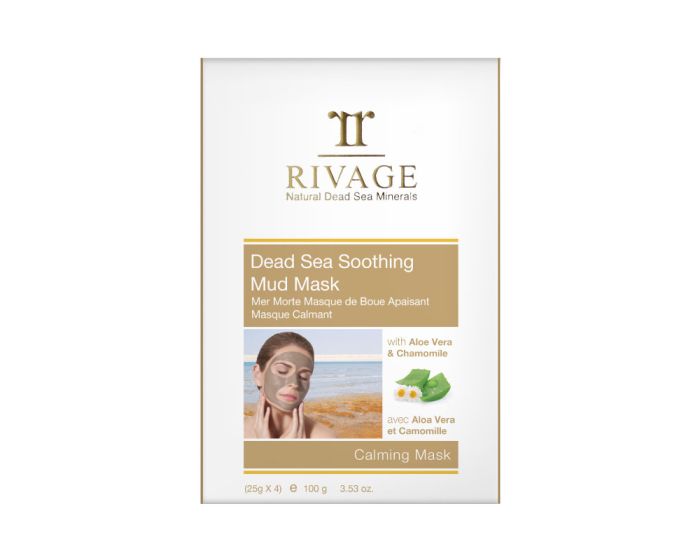 RIVAGE
Natural Dead Sea Minerals
Dead Sea Soothing
Mud Mask
Mer Morte Masque de Boue Apaisant
Masque Calmant
with Aloe Vera
& Chamomile
avec Aloa Vera
et Camomille
Calming Mask
(25g X 4) e 100 g 3.53 oz.